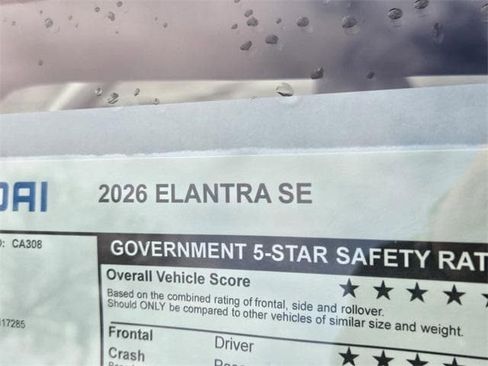 DAI 2026 ELANTRA SE
D: CA308
GOVERNMENT 5-STAR SAFETY RAT
Overall Vehicle Score
Based on the combined rating of frontal, side and rollover.
Should ONLY be compared to other vehicles of similar size and weight.
17285
Frontal Driver
Crash